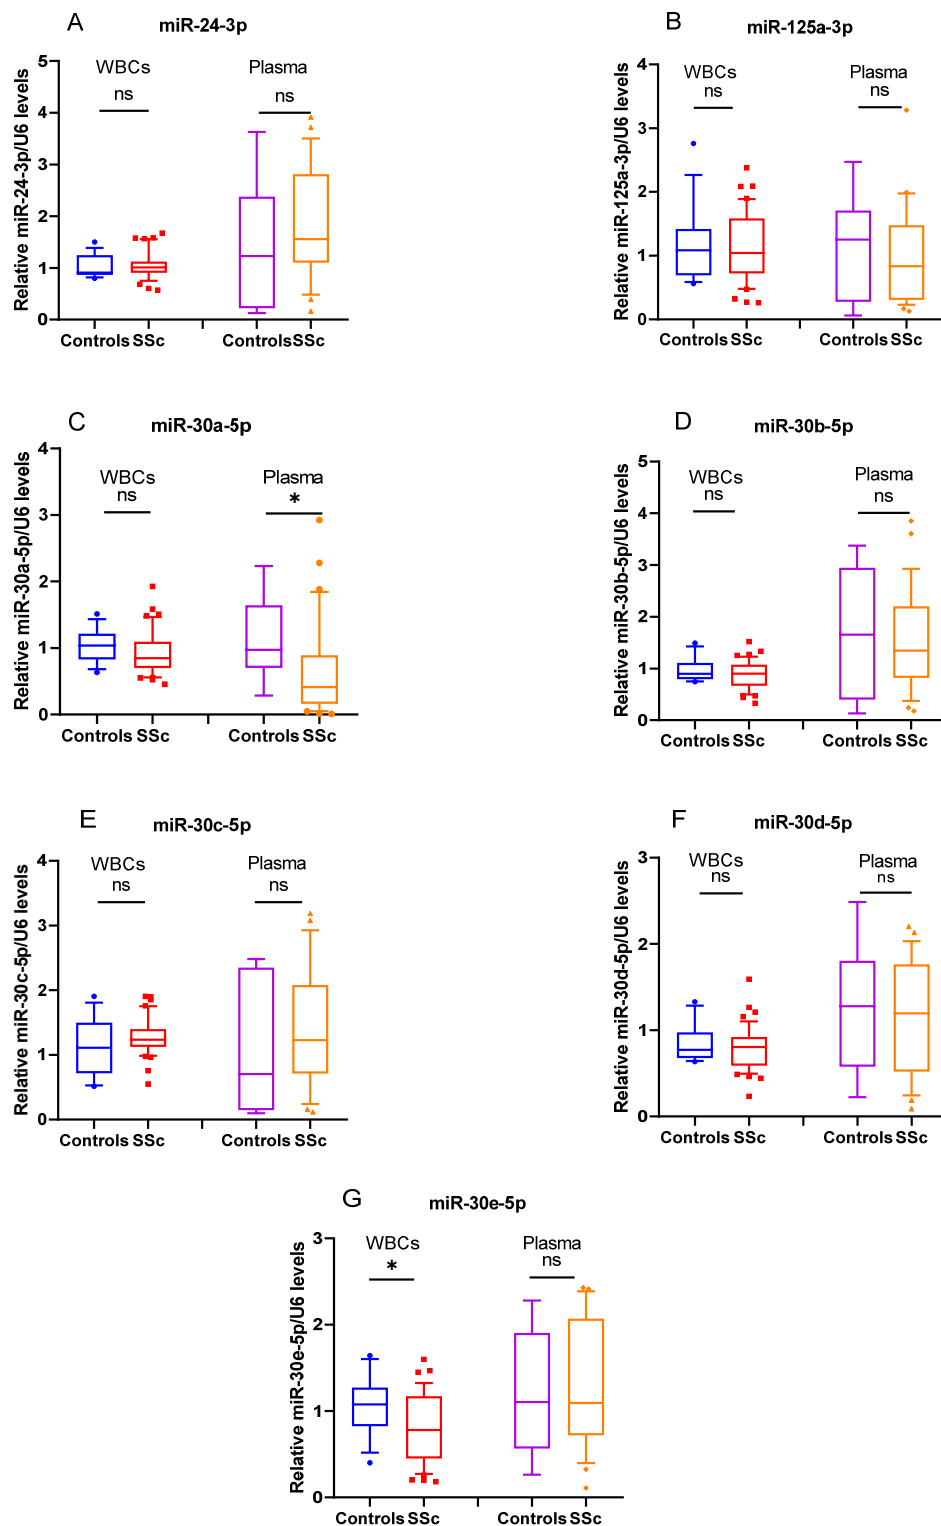 A
miR-24-3p
Relative miR-24-3p/U6 levels
5
4
3
2
1
0
WBCs
ns
Plasma
ns
Controls SSc
Controls SSc
B
miR-125a-3p
Relative miR-125a-3p/U6 levels
4
3
2
1
0
WBCs
ns
Plasma
ns
Controls SSc
Controls SSc
C
miR-30a-5p
Relative miR-30a-5p/U6 levels
4
3
2
1
0
WBCs
ns
Plasma
*
Controls SSc
Controls SSc
D
miR-30b-5p
Relative miR-30b-5p/U6 levels
5
4
3
2
1
0
WBCs
ns
Plasma
ns
Controls SSc
Controls SSc
E
miR-30c-5p
Relative miR-30c-5p/U6 levels
4
3
2
1
0
WBCs
ns
Plasma
ns
Controls SSc
Controls SSc
F
miR-30d-5p
Relative miR-30d-5p/U6 levels
3
2
1
0
WBCs
ns
Plasma
ns
Controls SSc
Controls SSc
G
miR-30e-5p
Relative miR-30e-5p/U6 levels
3
2
1
0
WBCs
*
Plasma
ns
Controls SSc
Controls SSc